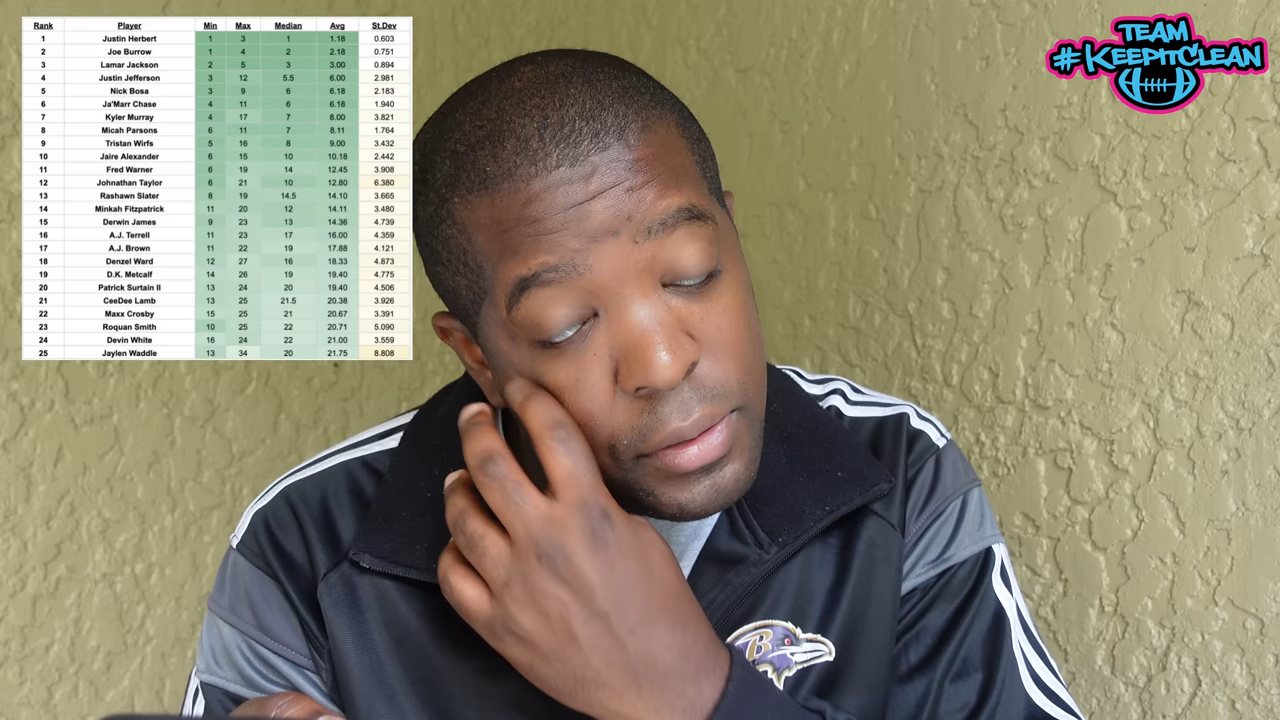 Rank Player Min Max Median Avg St.Dev
1 Justin Herbert 1 3 1 1.18 0.603
2 Joe Burrow 1 4 2 2.18 0.751
3 Lamar Jackson 2 5 3 3.00 0.894
4 Justin Jefferson 3 12 5.5 6.00 2.981
5 Nick Bosa 3 9 6 6.18 2.183
6 Ja'Marr Chase 4 11 6 6.18 1.940
7 Kyler Murray 4 17 7 8.00 3.821
8 Micah Parsons 6 11 7 8.11 1.764
9 Tristan Wirfs 5 16 8 9.00 3.432
10 Jaire Alexander 6 15 10 10.18 2.442
11 Fred Warner 6 19 14 12.45 3.908
12 Johnathan Taylor 6 21 10 12.80 6.380
13 Rashawn Slater 8 19 14.5 14.10 3.665
14 Minkah Fitzpatrick 11 20 12 14.11 3.480
15 Derwin James 9 23 13 14.36 4.739
16 A.J. Terrell 11 23 17 16.00 4.359
17 A.J. Brown 11 22 19 17.88 4.121
18 Denzel Ward 12 27 16 18.33 4.873
19 D.K. Metcalf 14 26 19 19.40 4.775
20 Patrick Surtain II 13 24 20 19.40 4.506
21 CeeDee Lamb 13 25 21.5 20.38 3.926
22 Maxx Crosby 15 25 21 20.67 3.391
23 Roquan Smith 10 25 22 20.71 5.090
24 Devin White 16 24 22 21.00 3.559
25 Jaylen Waddle 13 34 20 21.75 8.808
TEAM
#KEEPITCLEAN
B